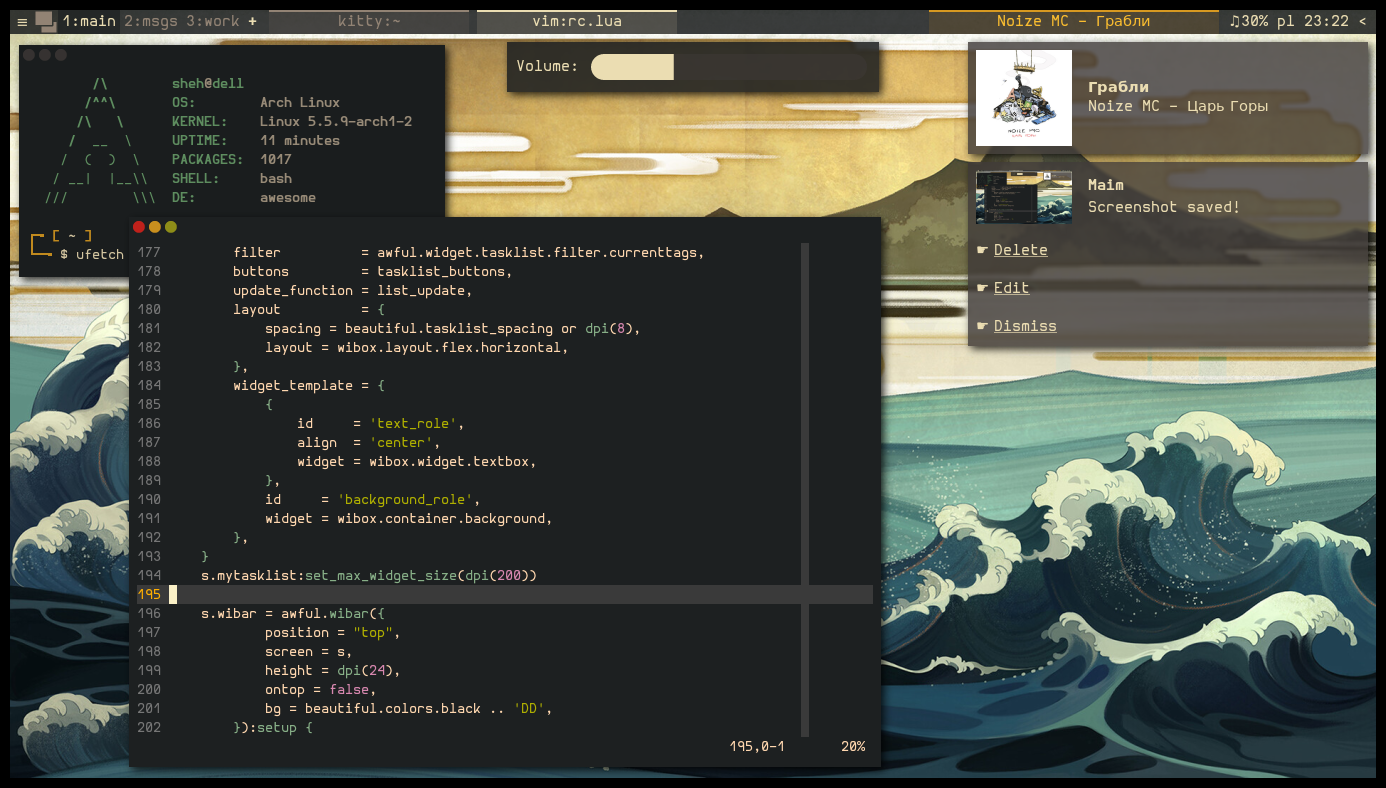 ≡ 1:main 2:msgs 3:work + kitty:~ vim:rc.lua Noize MC - Грабли ♫30% pl 23:22 <
/\
/^^\
/\   \
/  __  \
/  (  )  \
/ __|  |__\\
///        \\\
sheh@dell
OS: Arch Linux
KERNEL: Linux 5.5.9-arch1-2
UPTIME: 11 minutes
PACKAGES: 1017
SHELL: bash
DE: awesome
[ ~ ]
$ ufetch
Volume:
NOIZE MC
Грабли
Noize MC - Царь Горы
Maim
Screenshot saved!
☛ Delete
☛ Edit
☛ Dismiss
177         filter          = awful.widget.tasklist.filter.currenttags,
178         buttons         = tasklist_buttons,
179         update_function = list_update,
180         layout          = {
181             spacing = beautiful.tasklist_spacing or dpi(8),
182             layout = wibox.layout.flex.horizontal,
183         },
184         widget_template = {
185             {
186                 id     = 'text_role',
187                 align  = 'center',
188                 widget = wibox.widget.textbox,
189             },
190             id     = 'background_role',
191             widget = wibox.container.background,
192         },
193     }
194     s.mytasklist:set_max_widget_size(dpi(200))
195
196     s.wibar = awful.wibar({
197             position = "top",
198             screen = s,
199             height = dpi(24),
200             ontop = false,
201             bg = beautiful.colors.black .. 'DD',
202         }):setup {
195,0-1       20%